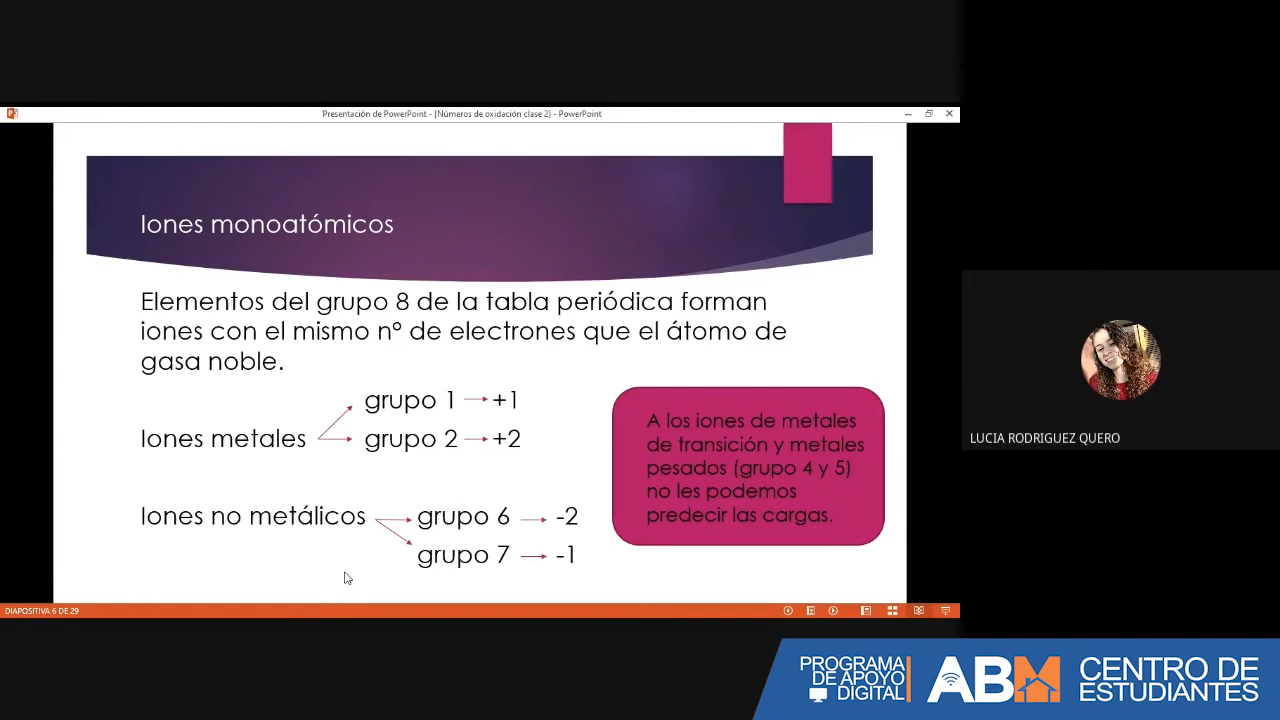 Presentación de PowerPoint - [Números de oxidación clase 2] - PowerPoint
Iones monoatómicos
Elementos del grupo 8 de la tabla periódica forman
iones con el mismo nº de electrones que el átomo de
gasa noble.
grupo 1 → +1
Iones metales
grupo 2 → +2
Iones no metálicos
grupo 6 → -2
grupo 7 → -1
A los iones de metales
de transición y metales
pesados (grupo 4 y 5)
no les podemos
predecir las cargas.
DIAPOSITIVA 6 DE 29
LUCIA RODRIGUEZ QUERO
PROGRAMA
DE APOYO
DIGITAL
ABM
CENTRO DE
ESTUDIANTES